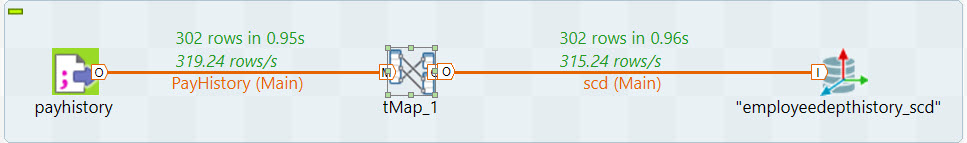 302 rows in 0.95s
319.24 rows/s
PayHistory (Main)
302 rows in 0.96s
315.24 rows/s
scd (Main)
O
M
O
O
I
payhistory
tMap_1
"employeedepthistory_scd"